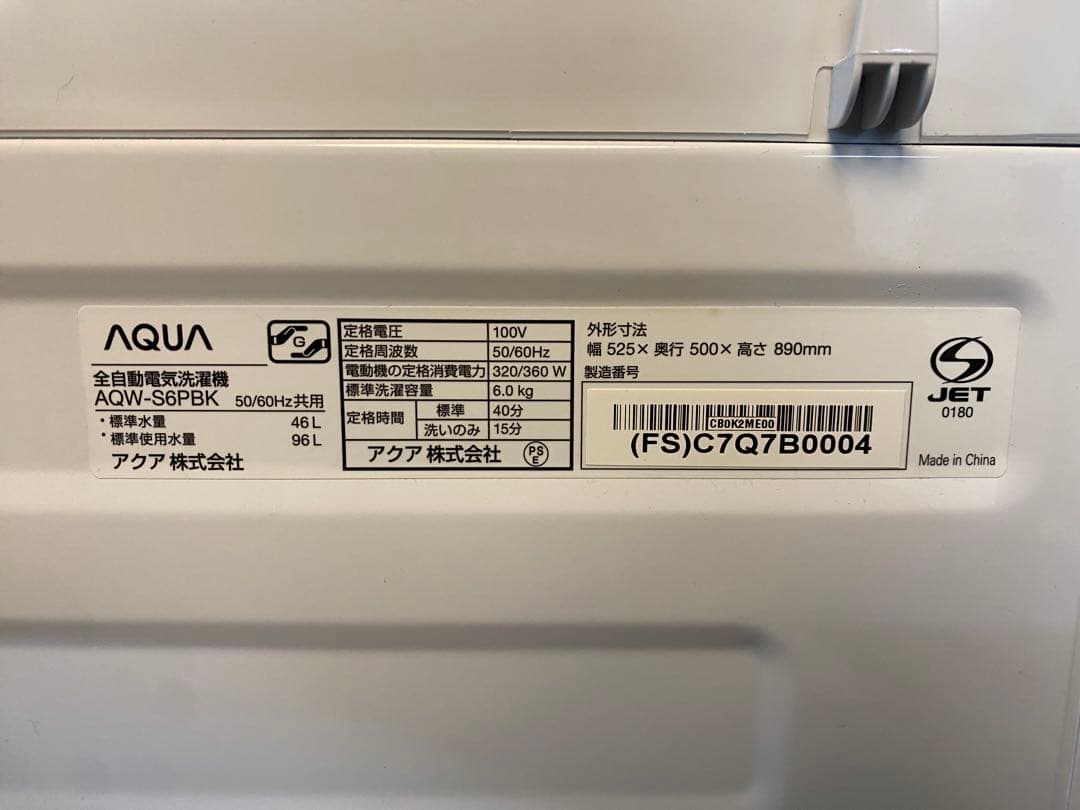 AQUA
G
全自動電気洗濯機
AQW-S6PBK 50/60Hz共用
・標準水量 46L
・標準使用水量 96L
アクア 株式会社
定格電圧 100V
定格周波数 50/60Hz
電動機の定格消費電力 320/360 W
標準洗濯容量 6.0 kg
定格時間 標準 40分
洗いのみ 15分
アクア 株式会社 PSE
外形寸法
幅 525× 奥行 500× 高さ 890mm
製造番号
CB0K2ME00
(FS)C7Q7B0004
JET
0180
Made in China